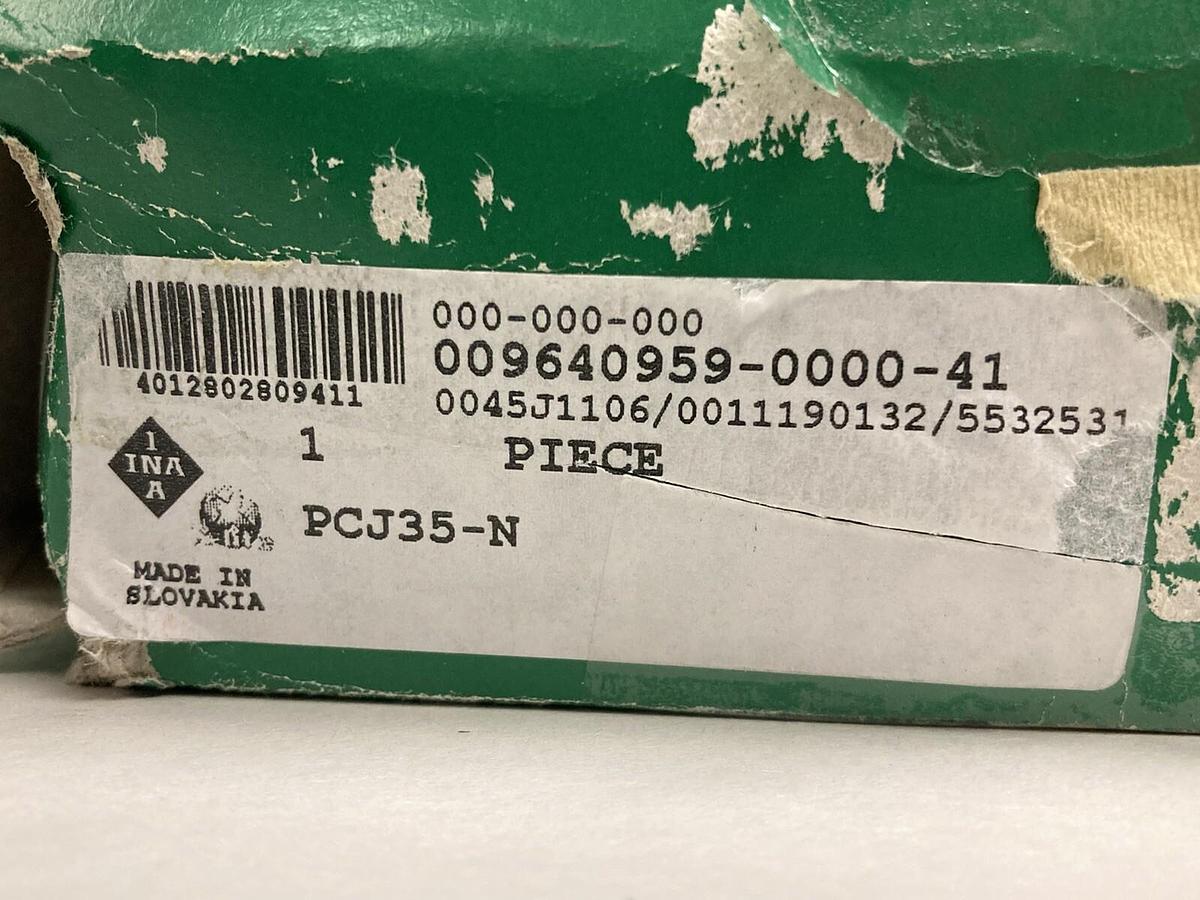 000-000-000
009640959-0000-41
4012802809411
0045J1106/0011190132/5532531
1 PIECE
I
INA
A
PCJ35-N
MADE IN
SLOVAKIA